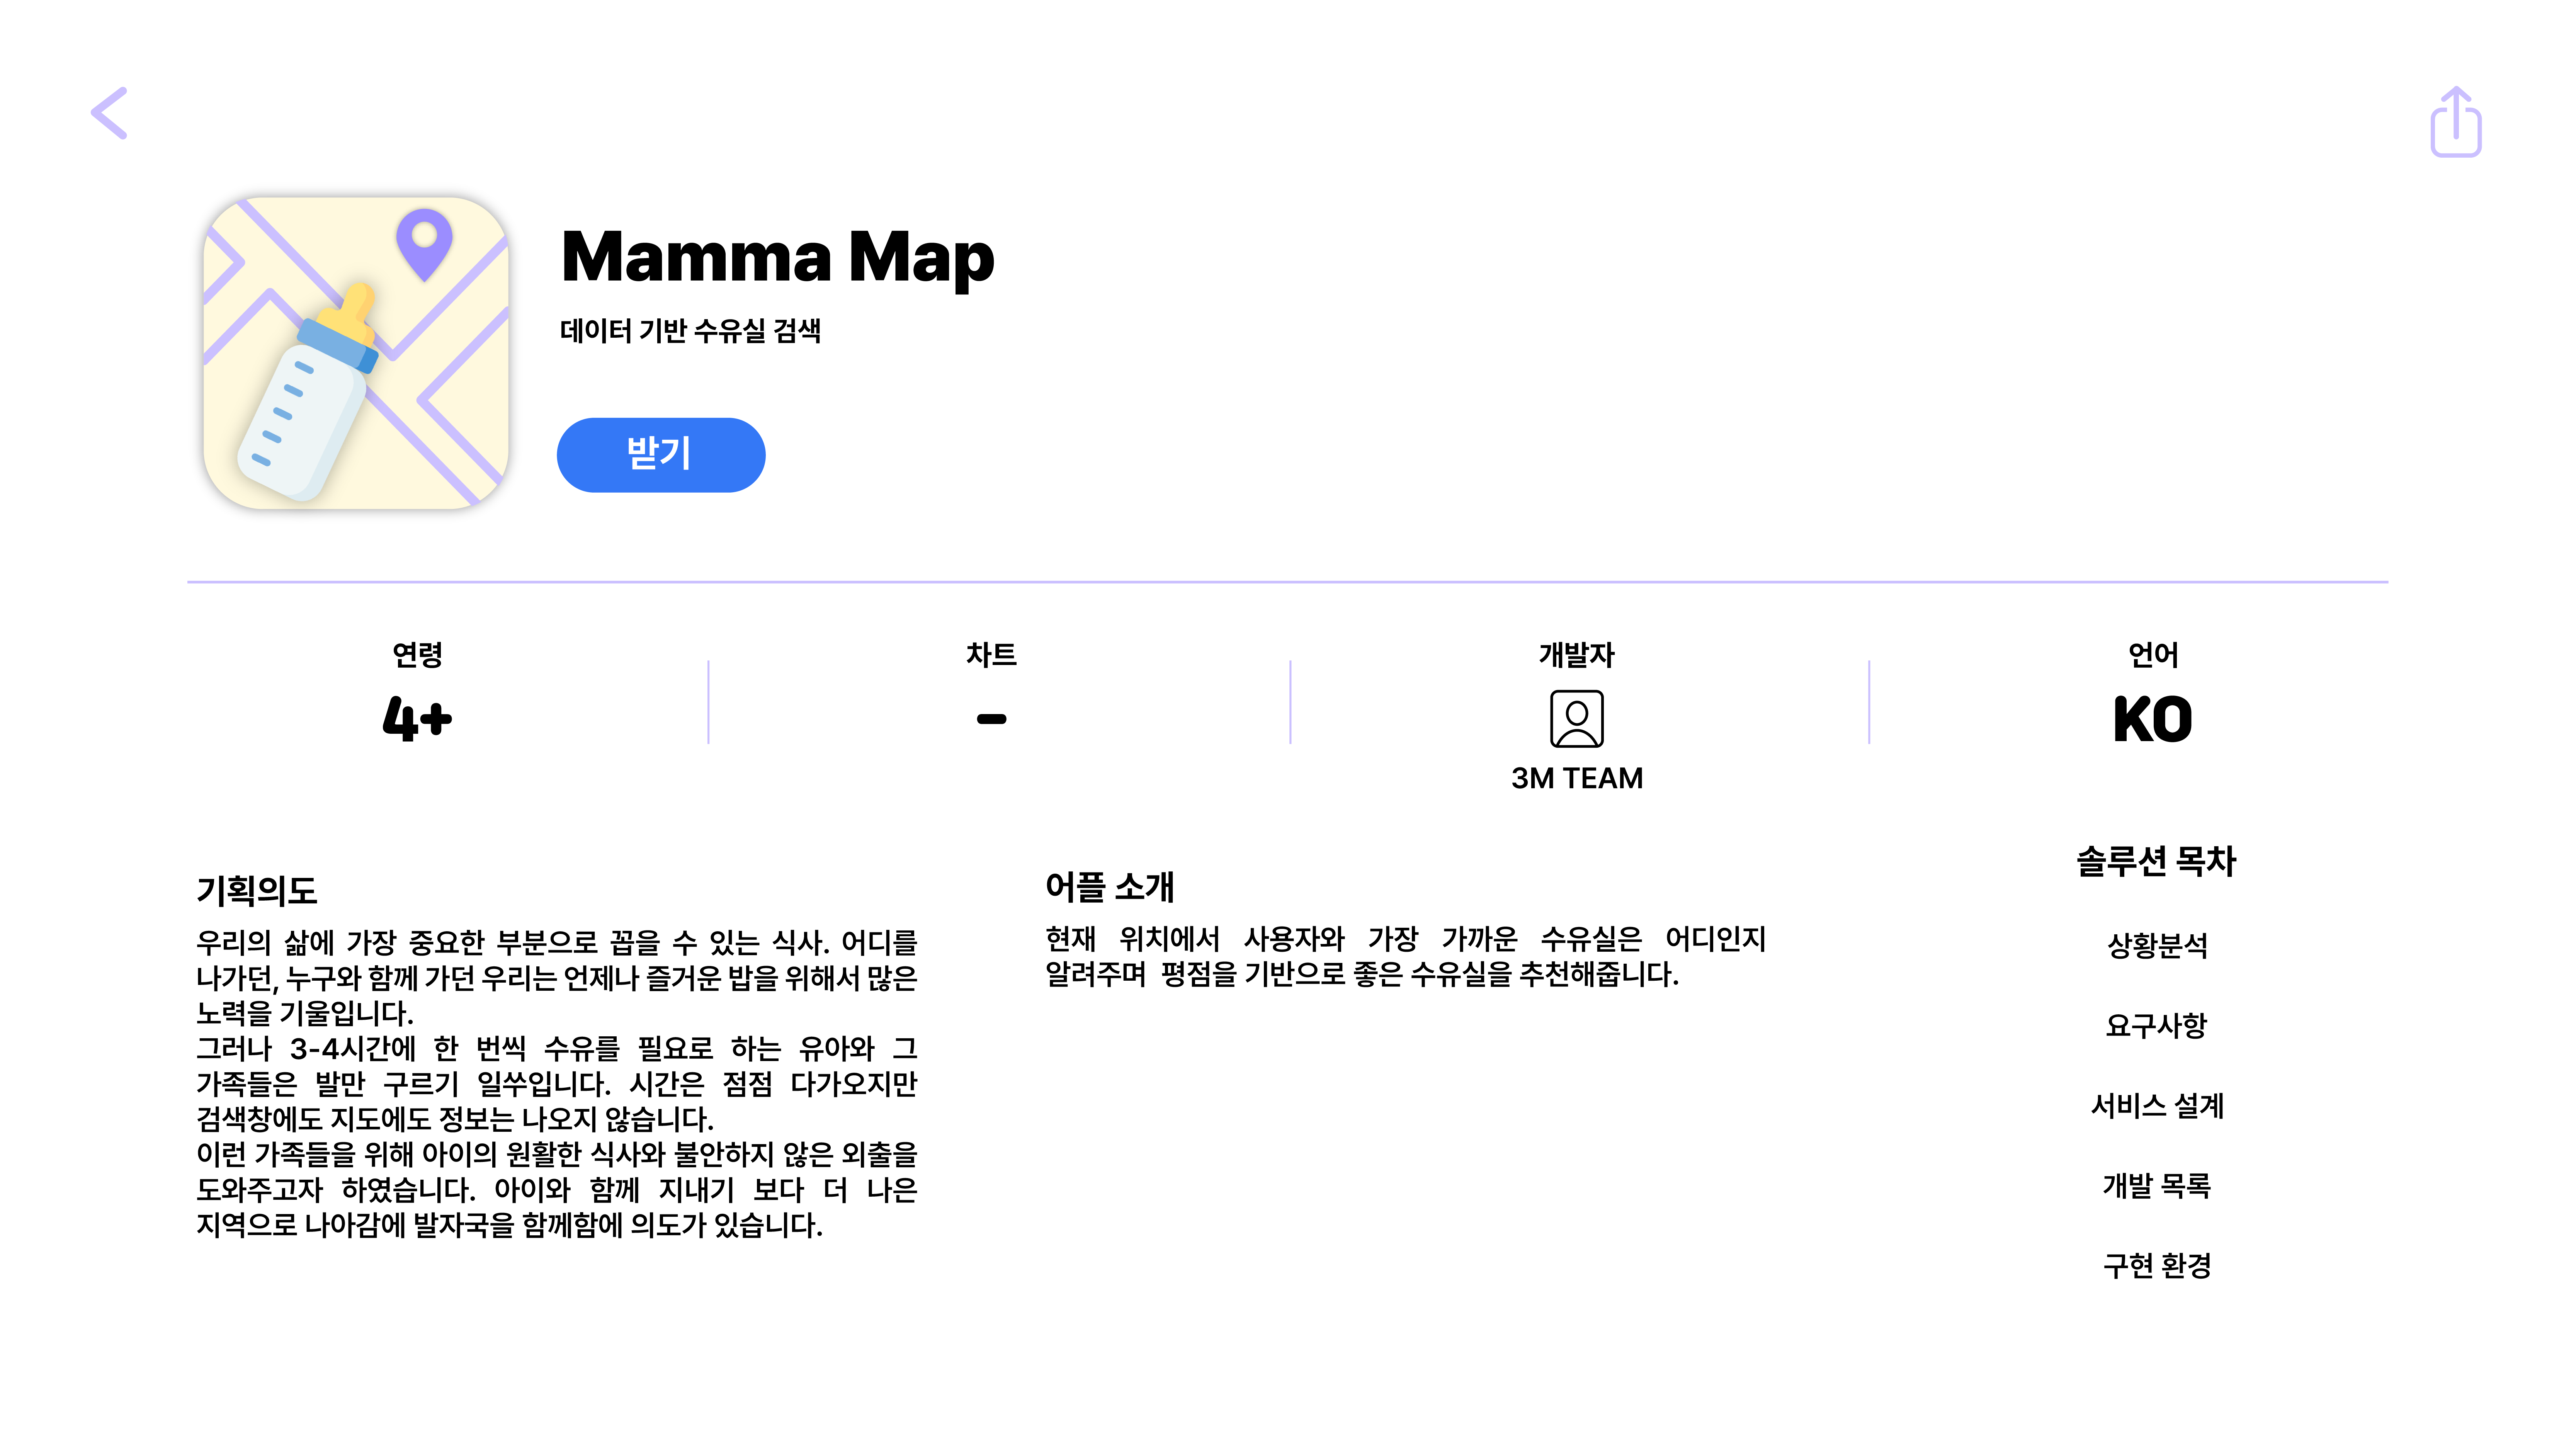 Mamma Map
데이터 기반 수유실 검색
받기
연령
4+
차트
-
개발자
3M TEAM
언어
KO
기획의도
우리의 삶에 가장 중요한 부분으로 꼽을 수 있는 식사. 어디를
나가던, 누구와 함께 가던 우리는 언제나 즐거운 밥을 위해서 많은
노력을 기울입니다.
그러나 3-4시간에 한 번씩 수유를 필요로 하는 유아와 그
가족들은 발만 구르기 일쑤입니다. 시간은 점점 다가오지만
검색창에도 지도에도 정보는 나오지 않습니다.
이런 가족들을 위해 아이의 원활한 식사와 불안하지 않은 외출을
도와주고자 하였습니다. 아이와 함께 지내기 보다 더 나은
지역으로 나아감에 발자국을 함께함에 의도가 있습니다.
어플 소개
현재 위치에서 사용자와 가장 가까운 수유실은 어디인지
알려주며 평점을 기반으로 좋은 수유실을 추천해줍니다.
솔루션 목차
상황분석
요구사항
서비스 설계
개발 목록
구현 환경